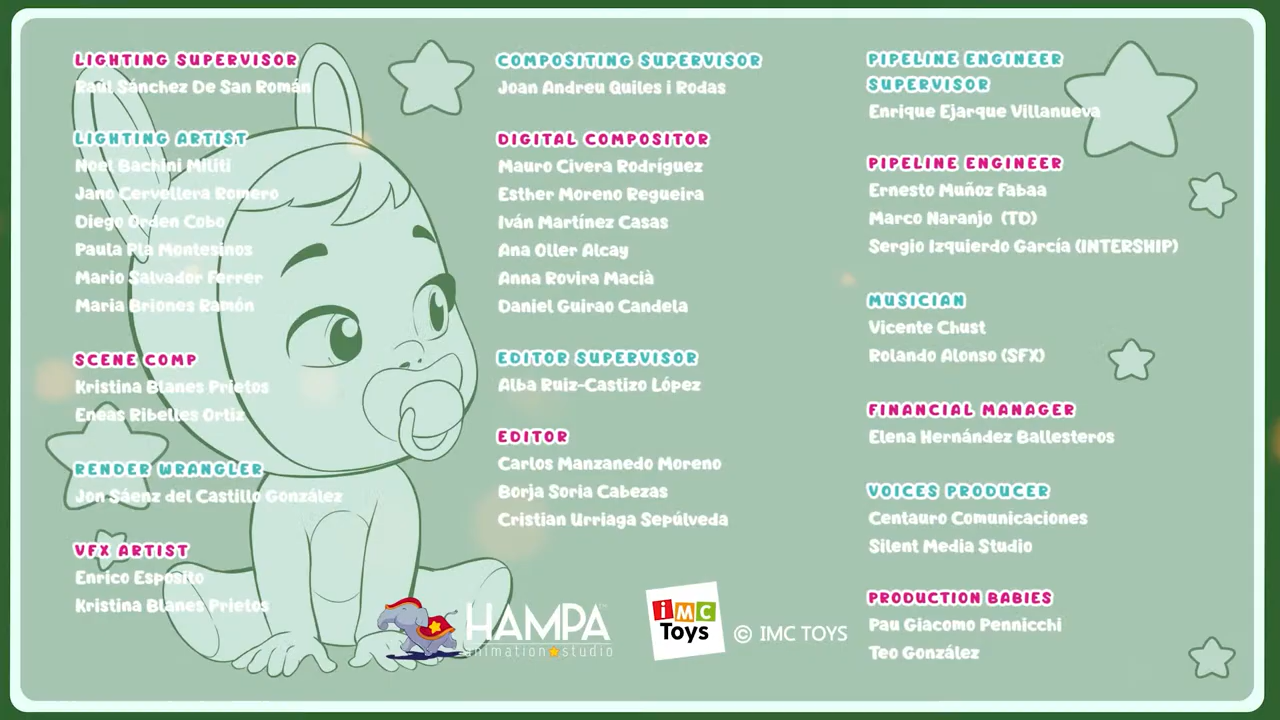 LIGHTING SUPERVISOR
Raúl Sánchez De San Román
LIGHTING ARTIST
Noel Bachini Militi
Jano Cervellera Romero
Diego Orden Cobo
Paula Pla Montesinos
Mario Salvador Ferrer
Maria Briones Ramón
SCENE COMP
Kristina Blanes Prietos
Eneas Ribelles Ortiz
RENDER WRANGLER
Jon Sáenz del Castillo González
VFX ARTIST
Enrico Esposito
Kristina Blanes Prietos
COMPOSITING SUPERVISOR
Joan Andreu Quiles i Rodas
DIGITAL COMPOSITOR
Mauro Civera Rodríguez
Esther Moreno Regueira
Iván Martínez Casas
Ana Oller Alcay
Anna Rovira Macià
Daniel Guirao Candela
EDITOR SUPERVISOR
Alba Ruiz-Castizo López
EDITOR
Carlos Manzanedo Moreno
Borja Soria Cabezas
Cristian Urriaga Sepúlveda
PIPELINE ENGINEER
SUPERVISOR
Enrique Ejarque Villanueva
PIPELINE ENGINEER
Ernesto Muñoz Fabaa
Marco Naranjo (TD)
Sergio Izquierdo García (INTERSHIP)
MUSICIAN
Vicente Chust
Rolando Alonso (SFX)
FINANCIAL MANAGER
Elena Hernández Ballesteros
VOICES PRODUCER
Centauro Comunicaciones
Silent Media Studio
PRODUCTION BABIES
Pau Giacomo Pennicchi
Teo González
HAMPA™
animation studio
iMC
Toys
© IMC TOYS